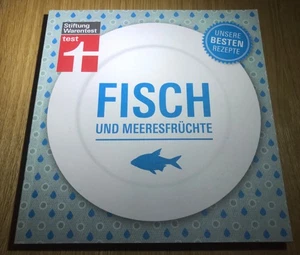 Stiftung
Warentest
test
UNSERE
BESTEN
REZEPTE
FISCH
UND MEERESFRÜCHTE